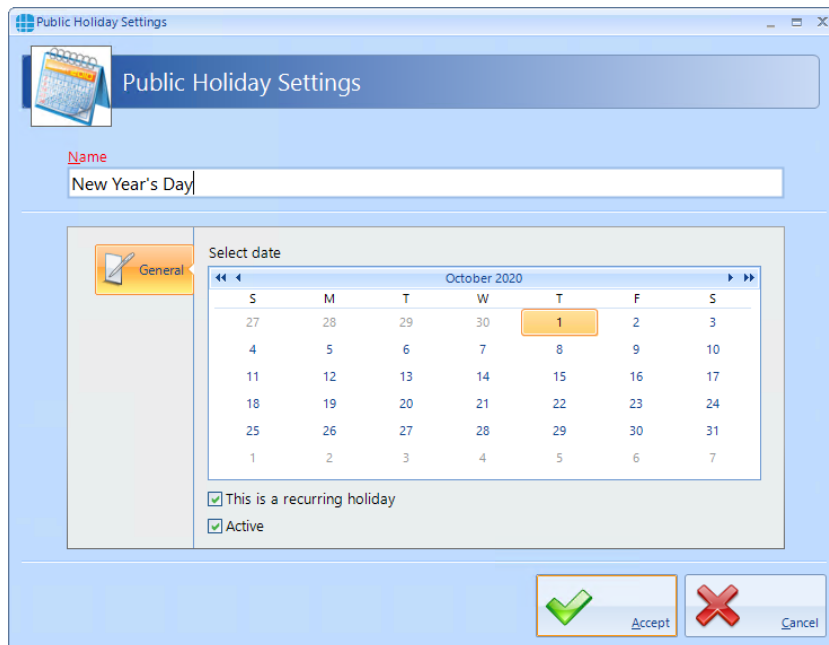 Public Holiday Settings
Public Holiday Settings
Name
New Year's Day
General
Select date
October 2020
S M T W T F S
27 28 29 30 1 2 3
4 5 6 7 8 9 10
11 12 13 14 15 16 17
18 19 20 21 22 23 24
25 26 27 28 29 30 31
1 2 3 4 5 6 7
This is a recurring holiday
Active
Accept Cancel